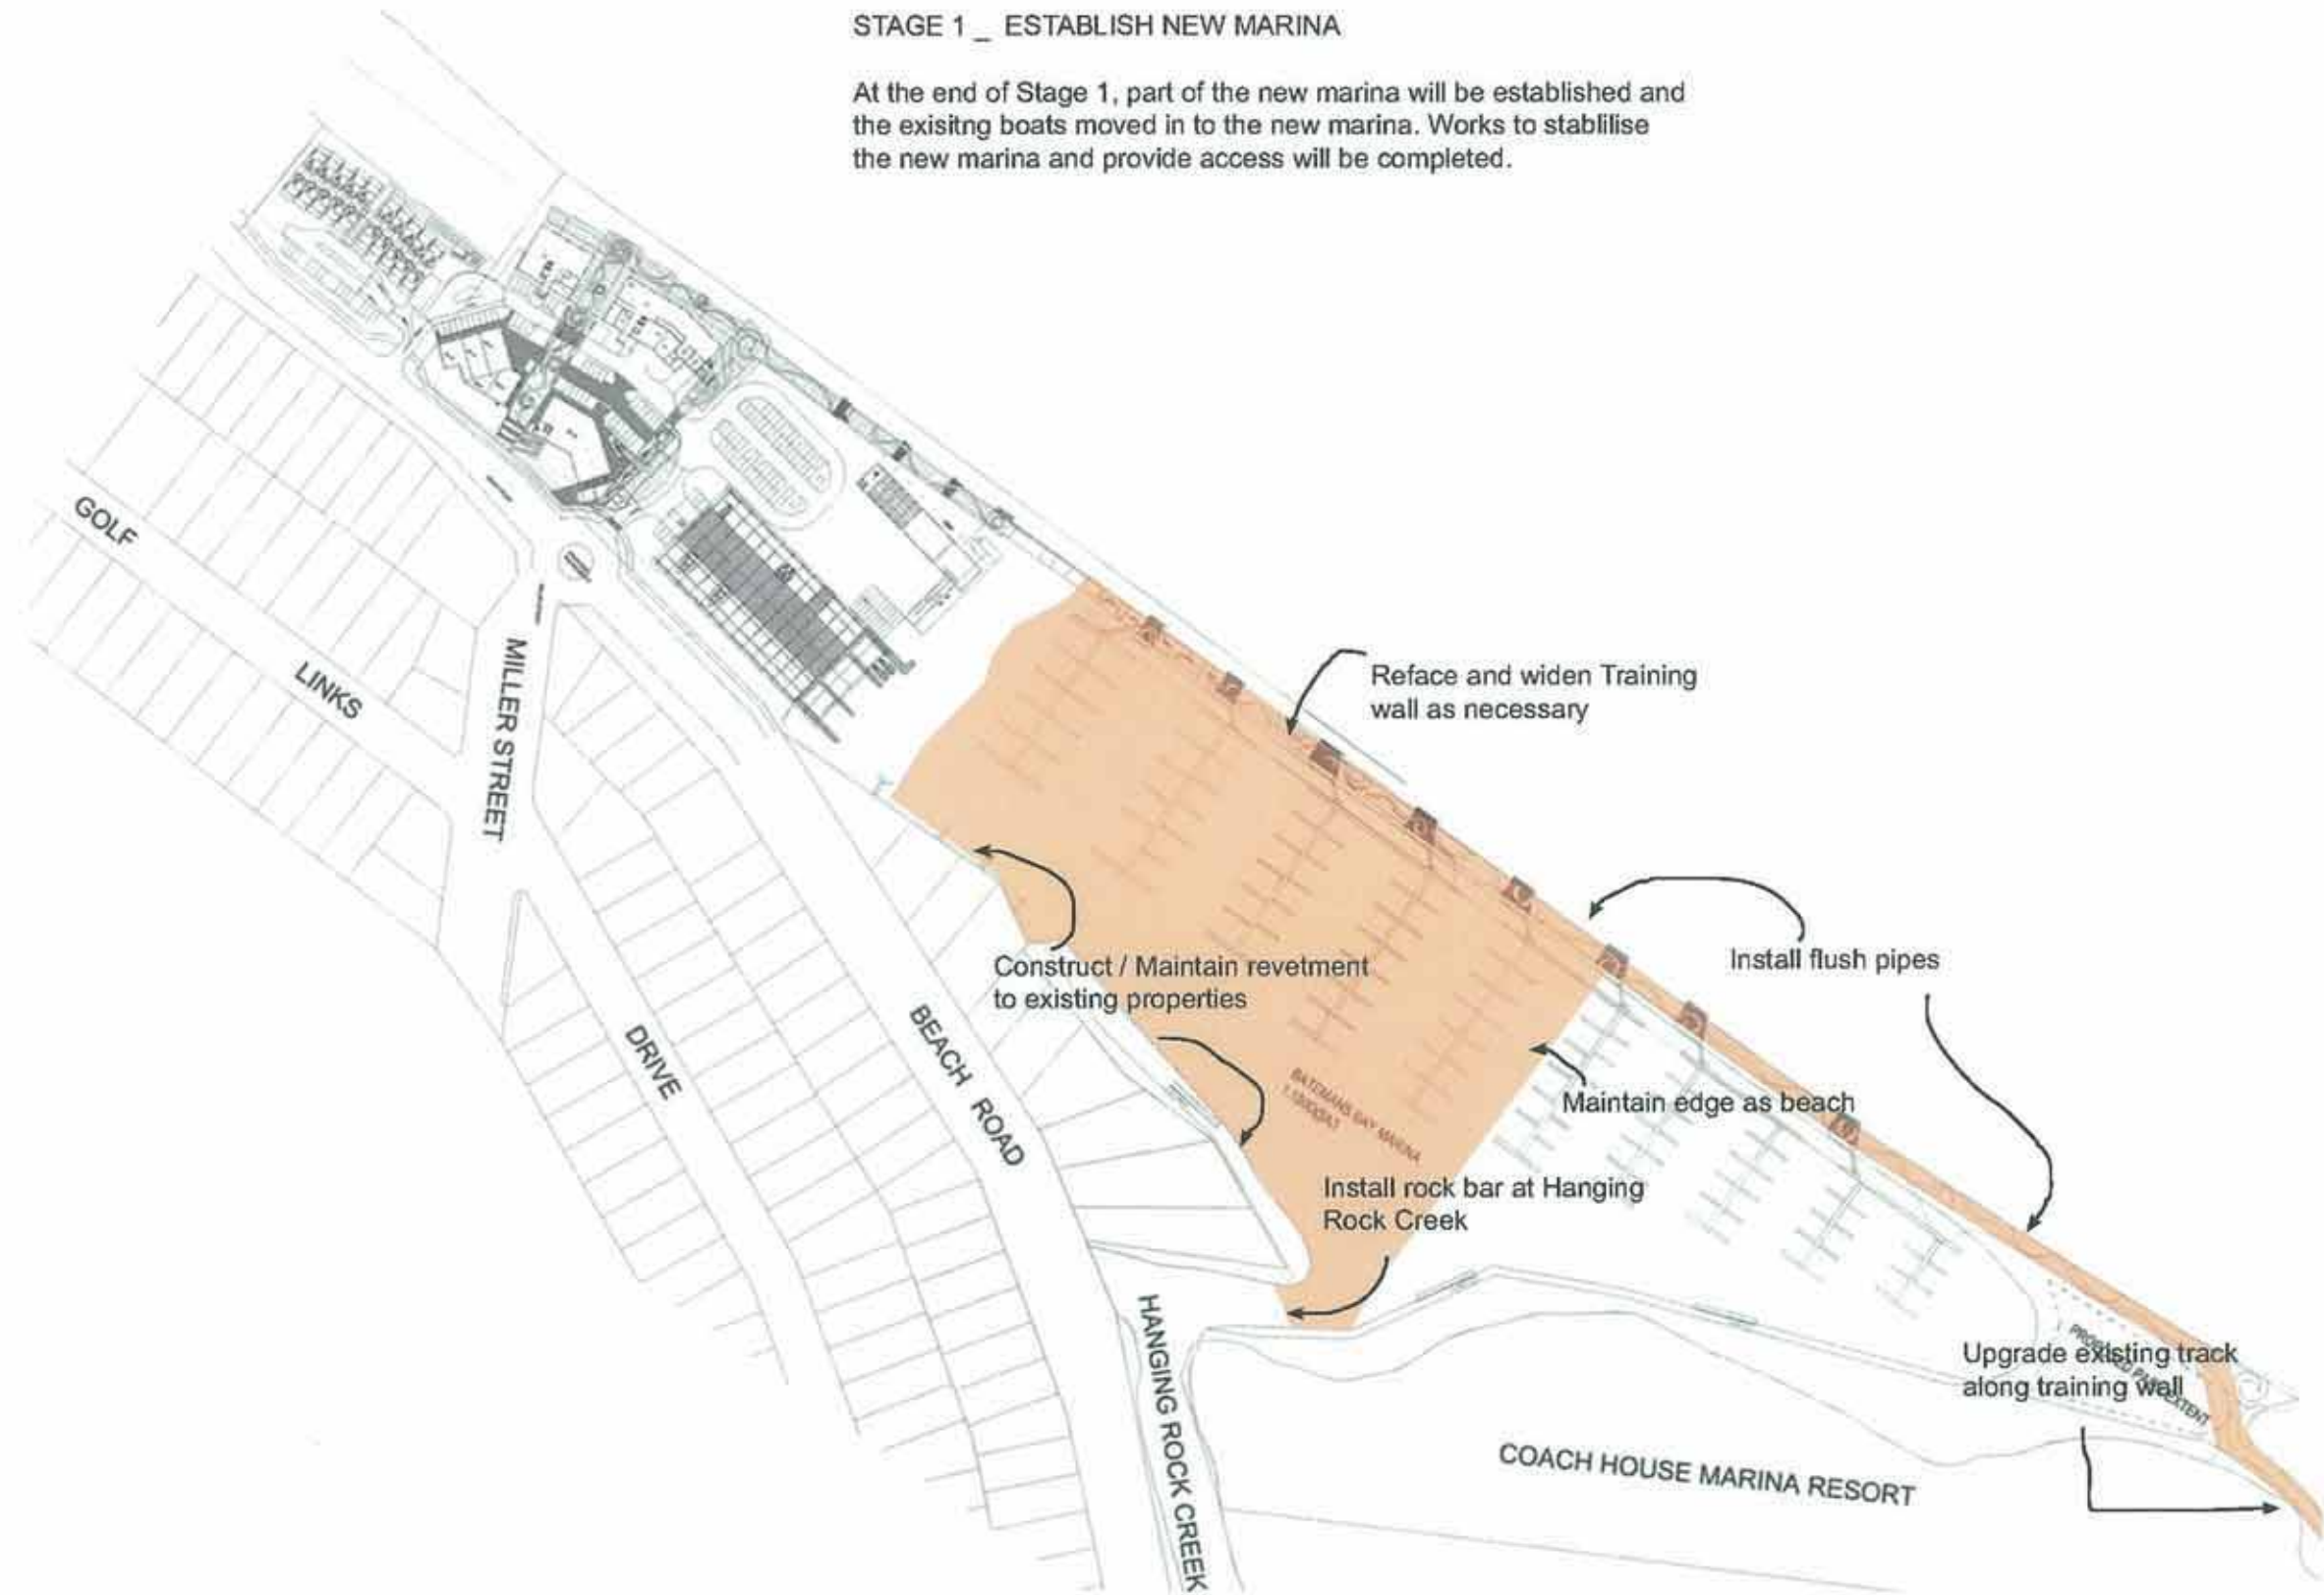 STAGE 1 _ ESTABLISH NEW MARINA
At the end of Stage 1, part of the new marina will be established and
the exisitng boats moved in to the new marina. Works to stablilise
the new marina and provide access will be completed.
GOLF
LINKS
DRIVE
MILLER STREET
BEACH ROAD
HANGING ROCK CREEK
Reface and widen Training
wall as necessary
Install flush pipes
Construct / Maintain revetment
to existing properties
Maintain edge as beach
BATEMANS BAY MARINA
Install rock bar at Hanging
Rock Creek
Upgrade existing track
along training wall
EXTENT
COACH HOUSE MARINA RESORT